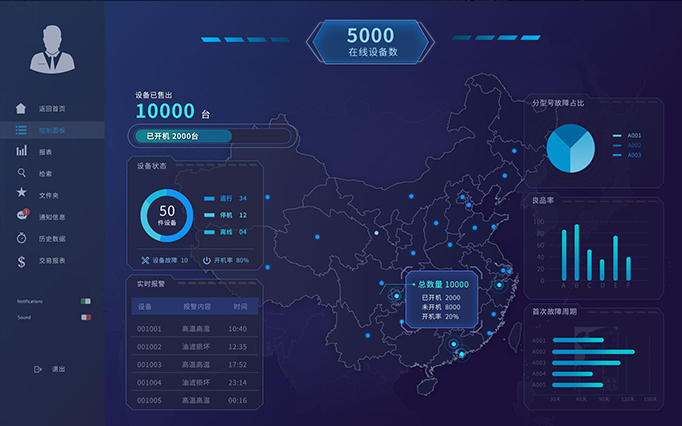 5000
在线设备数
返回首页
控制面板
报表
检索
文件夹
通知信息
历史数据
交易报表
Notifications
Sound
退出
设备已售出
10000 台
已开机 2000台
设备状态
50
件设备
运行 34
停机 12
离线 04
设备故障 10
开机率 80%
实时报警
设备 报警内容 时间
001001 高温高温 10:40
001002 油滤损坏 12:35
001003 高温高温 17:52
001004 油滤损坏 23:14
001005 高温高温 00:16
总数量 10000
已开机 2000
未开机 8000
开机率 20%
分型号故障占比
A001
A002
A003
良品率
100
80
60
40
20
0
A B C D E F
首次故障周期
A001
A002
A003
A004
A005
30天 60天 90天 120天 150天